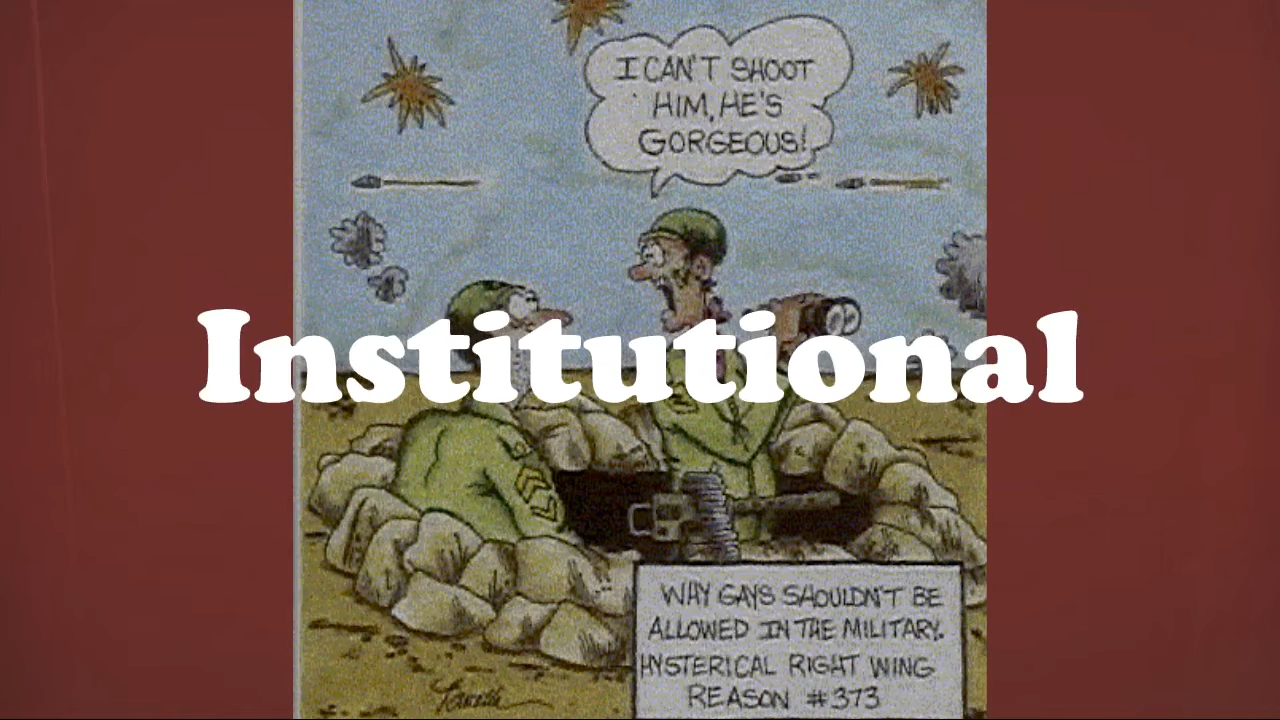 I CAN'T SHOOT
HIM, HE'S
GORGEOUS!
Institutional
WHY GAYS SHOULDN'T BE
ALLOWED IN THE MILITARY.
HYSTERICAL RIGHT WING
REASON #373